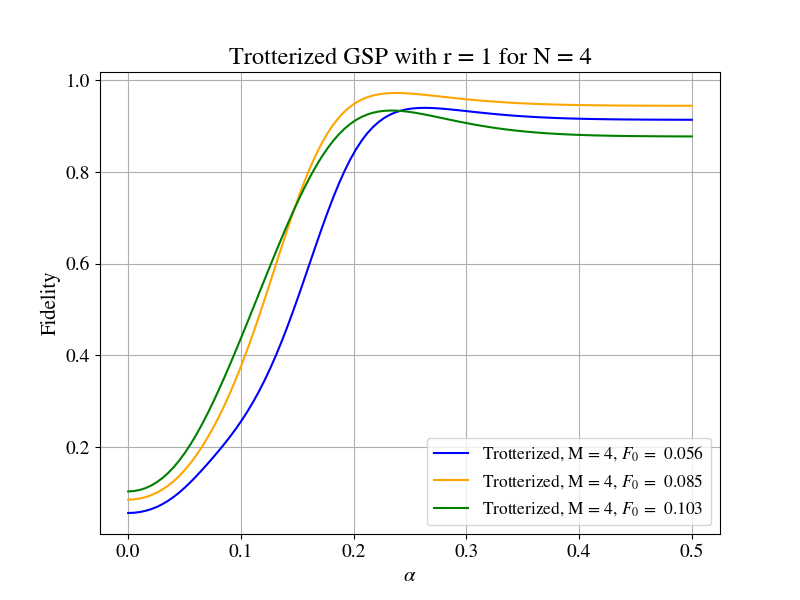 Trotterized GSP with r = 1 for N = 4
Fidelity
1.0
0.8
0.6
0.4
0.2
0.0
0.1
0.2
0.3
0.4
0.5
α
Trotterized, M = 4, F₀ = 0.056
Trotterized, M = 4, F₀ = 0.085
Trotterized, M = 4, F₀ = 0.103